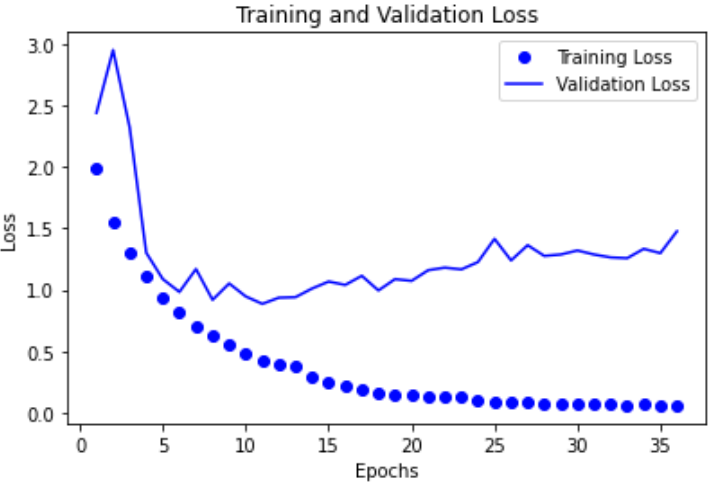 Training and Validation Loss
Training Loss
Validation Loss
3.0
2.5
2.0
1.5
1.0
0.5
0.0
Loss
0 5 10 15 20 25 30 35
Epochs